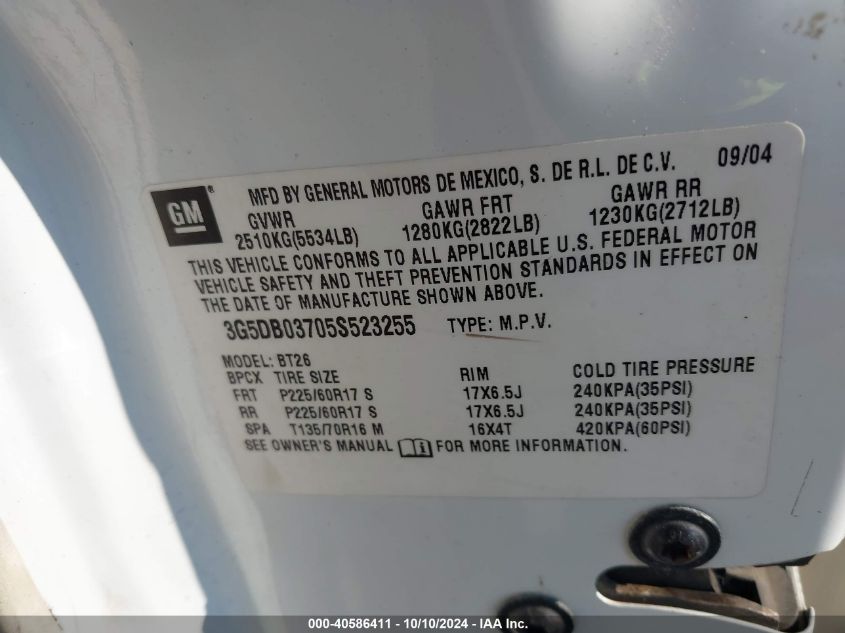 GM ®
MFD BY GENERAL MOTORS DE MEXICO, S. DE R.L. DE C.V. 09/04
GVWR GAWR FRT GAWR RR
2510KG(5534LB) 1280KG(2822LB) 1230KG(2712LB)
THIS VEHICLE CONFORMS TO ALL APPLICABLE U.S. FEDERAL MOTOR
VEHICLE SAFETY AND THEFT PREVENTION STANDARDS IN EFFECT ON
THE DATE OF MANUFACTURE SHOWN ABOVE.
3G5DB03705S523255 TYPE: M.P.V.
MODEL: BT26
BPCX TIRE SIZE RIM COLD TIRE PRESSURE
FRT P225/60R17 S 17X6.5J 240KPA(35PSI)
RR P225/60R17 S 17X6.5J 240KPA(35PSI)
SPA T135/70R16 M 16X4T 420KPA(60PSI)
SEE OWNER'S MANUAL i FOR MORE INFORMATION.
000-40586411 - 10/10/2024 - IAA Inc.